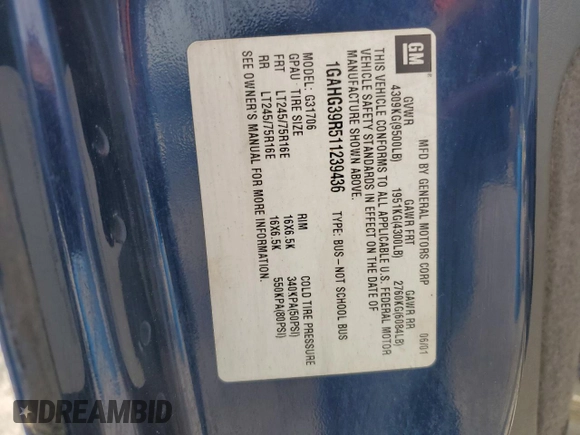 GM
MFD BY GENERAL MOTORS CORP 06/01
GVWR GAWR FRT GAWR RR
4309KG(9500LB) 1951KG(4300LB) 2760KG(6084LB)
THIS VEHICLE CONFORMS TO ALL APPLICABLE U.S. FEDERAL MOTOR
VEHICLE SAFETY STANDARDS IN EFFECT ON THE DATE OF
MANUFACTURE SHOWN ABOVE.
1GAHG39R511239436 TYPE: BUS – NOT SCHOOL BUS
MODEL: G31706
GPAU TIRE SIZE RIM COLD TIRE PRESSURE
FRT LT245/75R16E 16X6.5K 340KPA(50PSI)
RR LT245/75R16E 16X6.5K 550KPA(80PSI)
SEE OWNER'S MANUAL FOR MORE INFORMATION.
DREAMBID